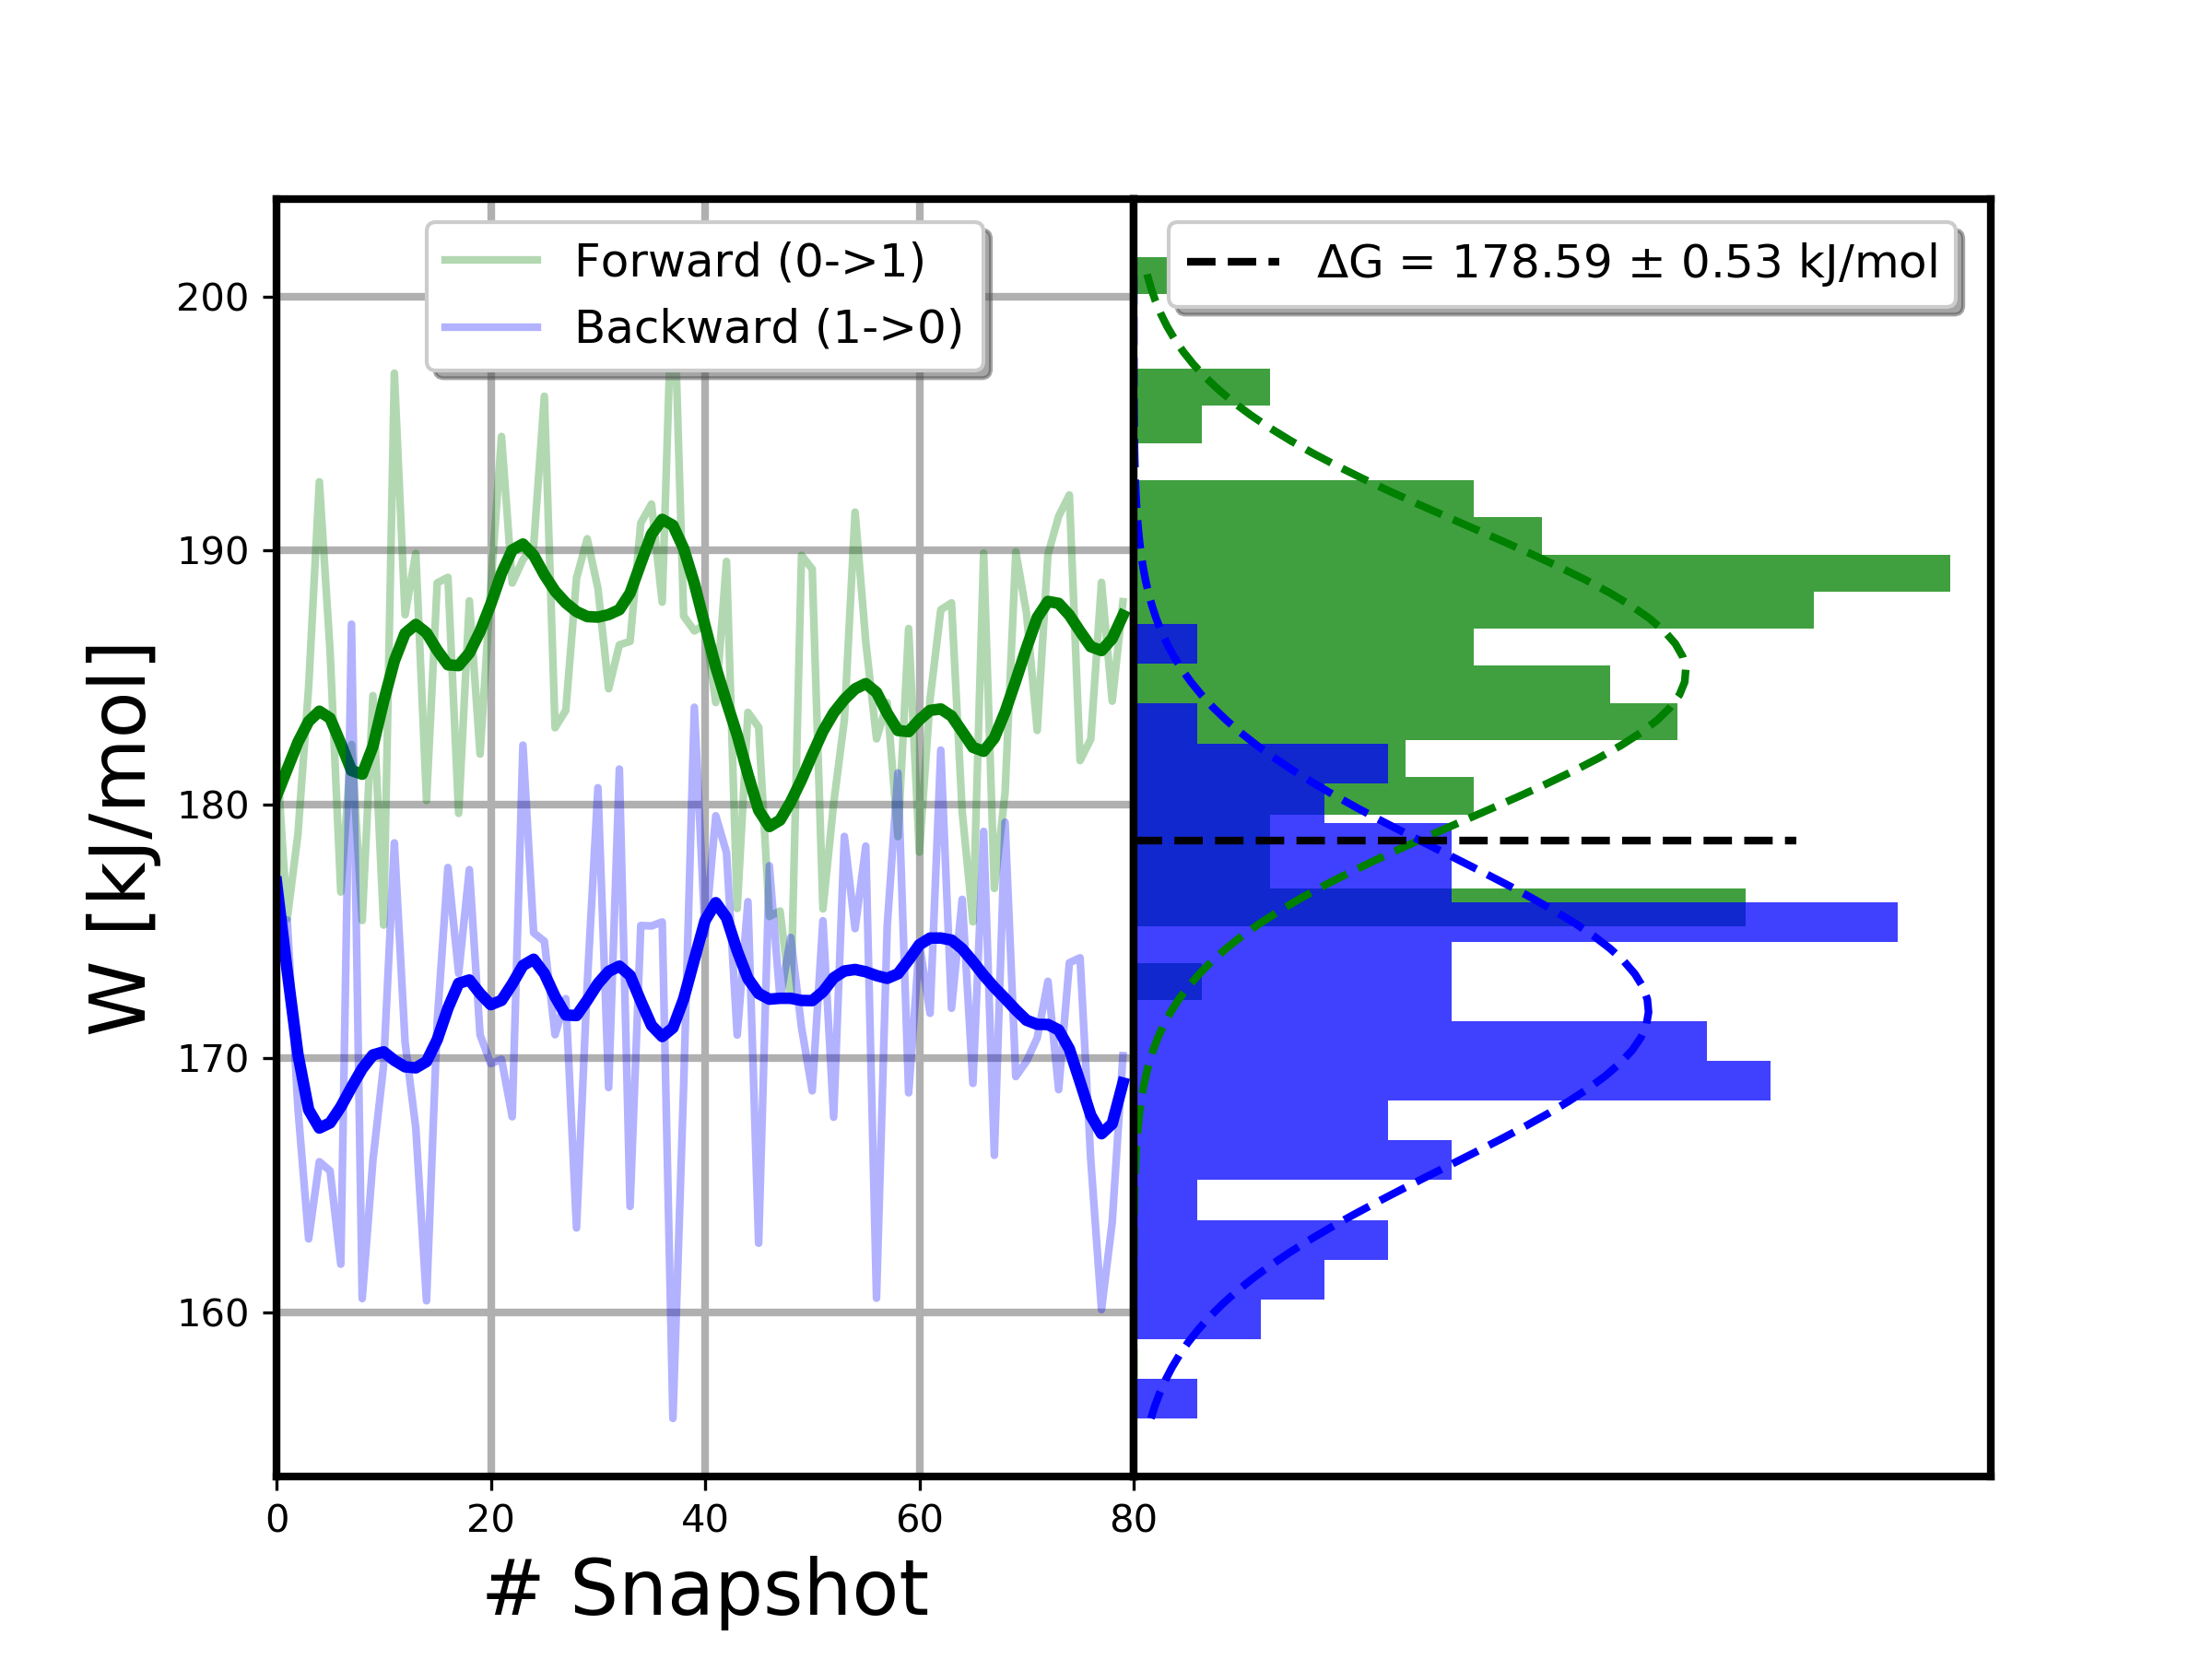 Forward (0->1)
Backward (1->0)
ΔG = 178.59 ± 0.53 kJ/mol
200
190
180
170
160
W [kJ/mol]
0 20 40 60 80
# Snapshot